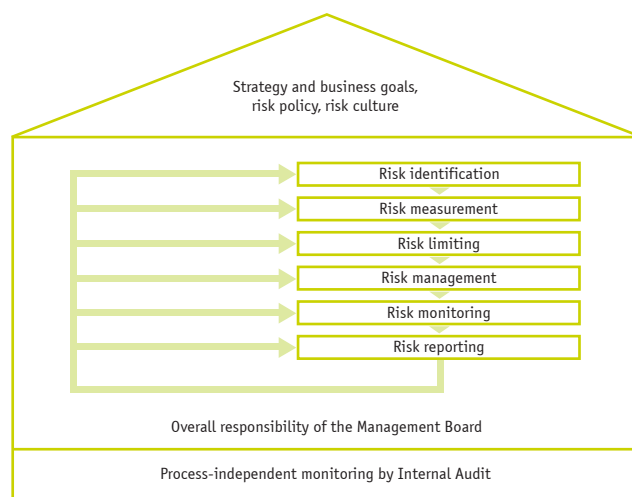 Strategy and business goals,
risk policy, risk culture
Risk identification
Risk measurement
Risk limiting
Risk management
Risk monitoring
Risk reporting
Overall responsibility of the Management Board
Process-independent monitoring by Internal Audit